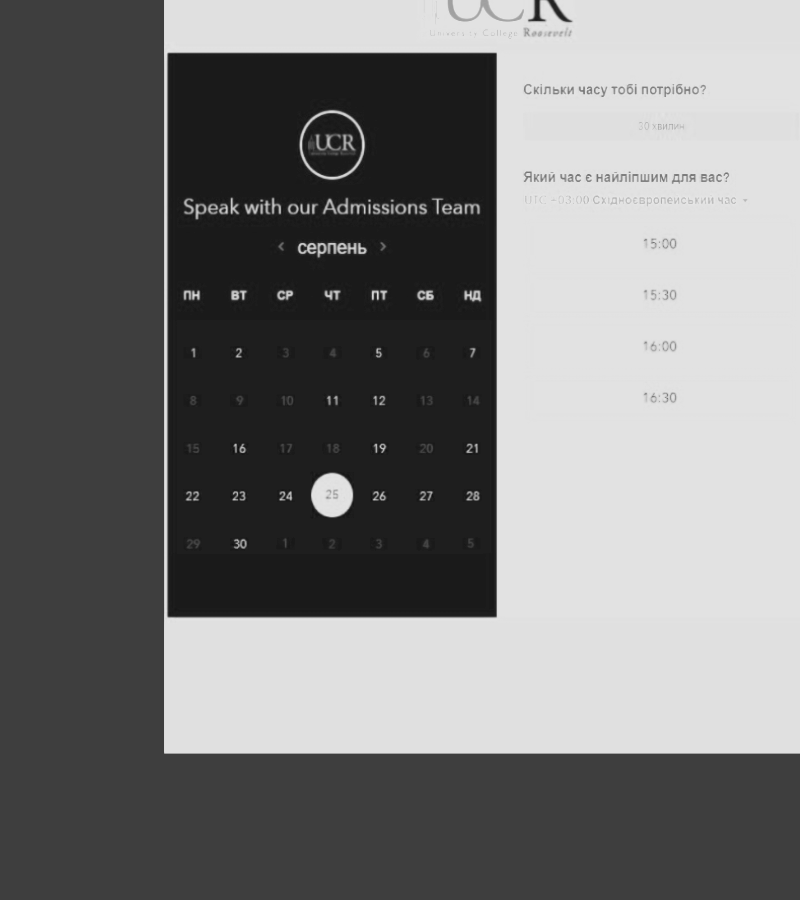 UCR
University College Roosevelt
UCR
Speak with our Admissions Team
< серпень >
ПН ВТ СР ЧТ ПТ СБ НД
1 2 3 4 5 6 7
8 9 10 11 12 13 14
15 16 17 18 19 20 21
22 23 24 25 26 27 28
29 30 1 2 3 4 5
Скільки часу тобі потрібно?
30 хвилин
Який час є найліпшим для вас?
UTC +03:00 Східноєвропейський час
15:00
15:30
16:00
16:30